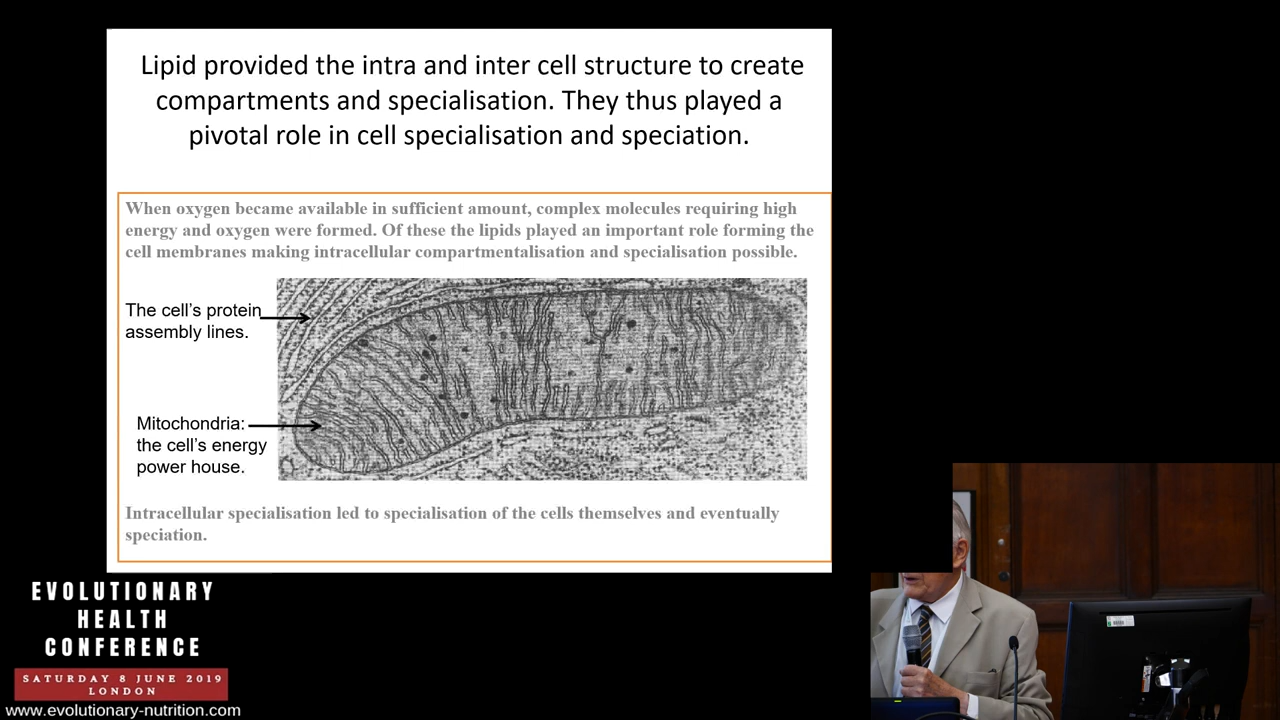 Lipid provided the intra and inter cell structure to create
compartments and specialisation. They thus played a
pivotal role in cell specialisation and speciation.
When oxygen became available in sufficient amount, complex molecules requiring high
energy and oxygen were formed. Of these the lipids played an important role forming the
cell membranes making intracellular compartmentalisation and specialisation possible.
The cell's protein
assembly lines.
Mitochondria:
the cell's energy
power house.
Intracellular specialisation led to specialisation of the cells themselves and eventually
speciation.
EVOLUTIONARY
HEALTH
CONFERENCE
SATURDAY 8 JUNE 2019
LONDON
www.evolutionary-nutrition.com